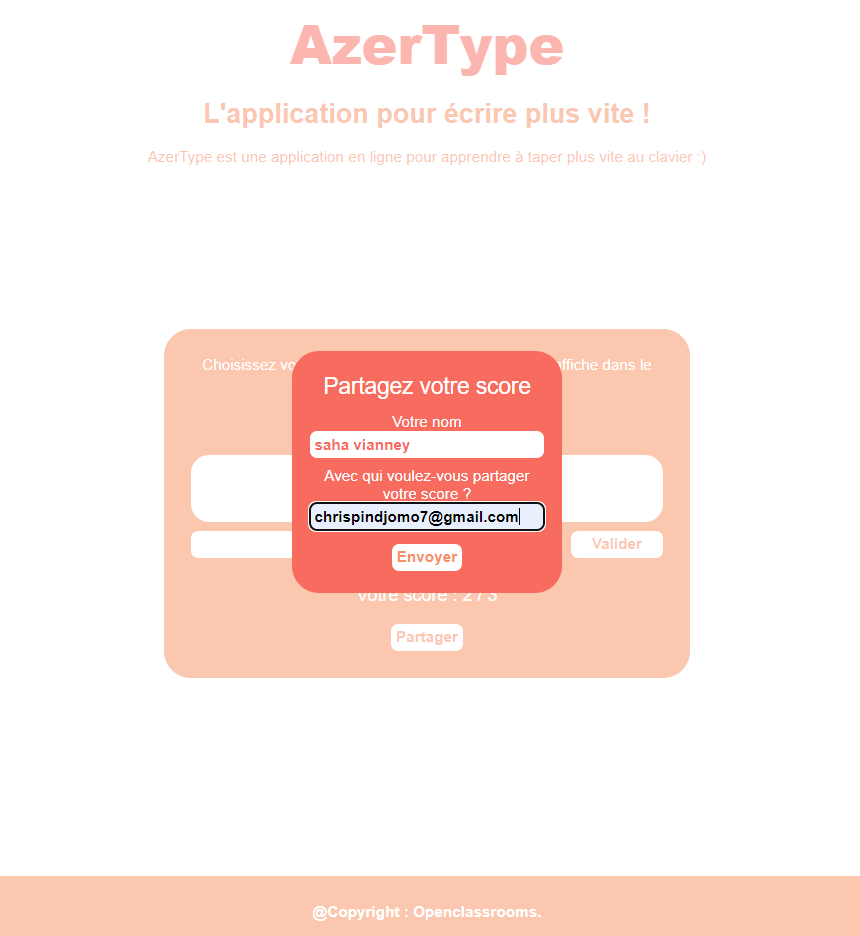 AzerType
L'application pour écrire plus vite !
AzerType est une application en ligne pour apprendre à taper plus vite au clavier :)
Choisissez affiche dans le
Partagez votre score
Votre nom
saha vianney
Avec qui voulez-vous partager
votre score ?
chrispindjomo7@gmail.com
Envoyer
Valider
Votre score : 2 / 3
Partager
@Copyright : Openclassrooms.